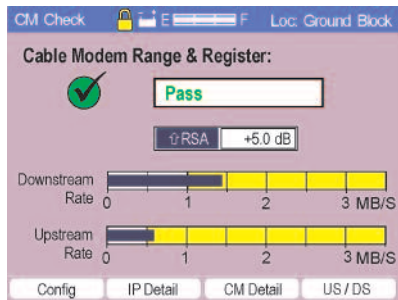 CM Check E F Loc: Ground Block
Cable Modem Range & Register:
Pass
⇧RSA +5.0 dB
Downstream
Rate 0 1 2 3 MB/S
Upstream
Rate 0 1 2 3 MB/S
Config IP Detail CM Detail US / DS